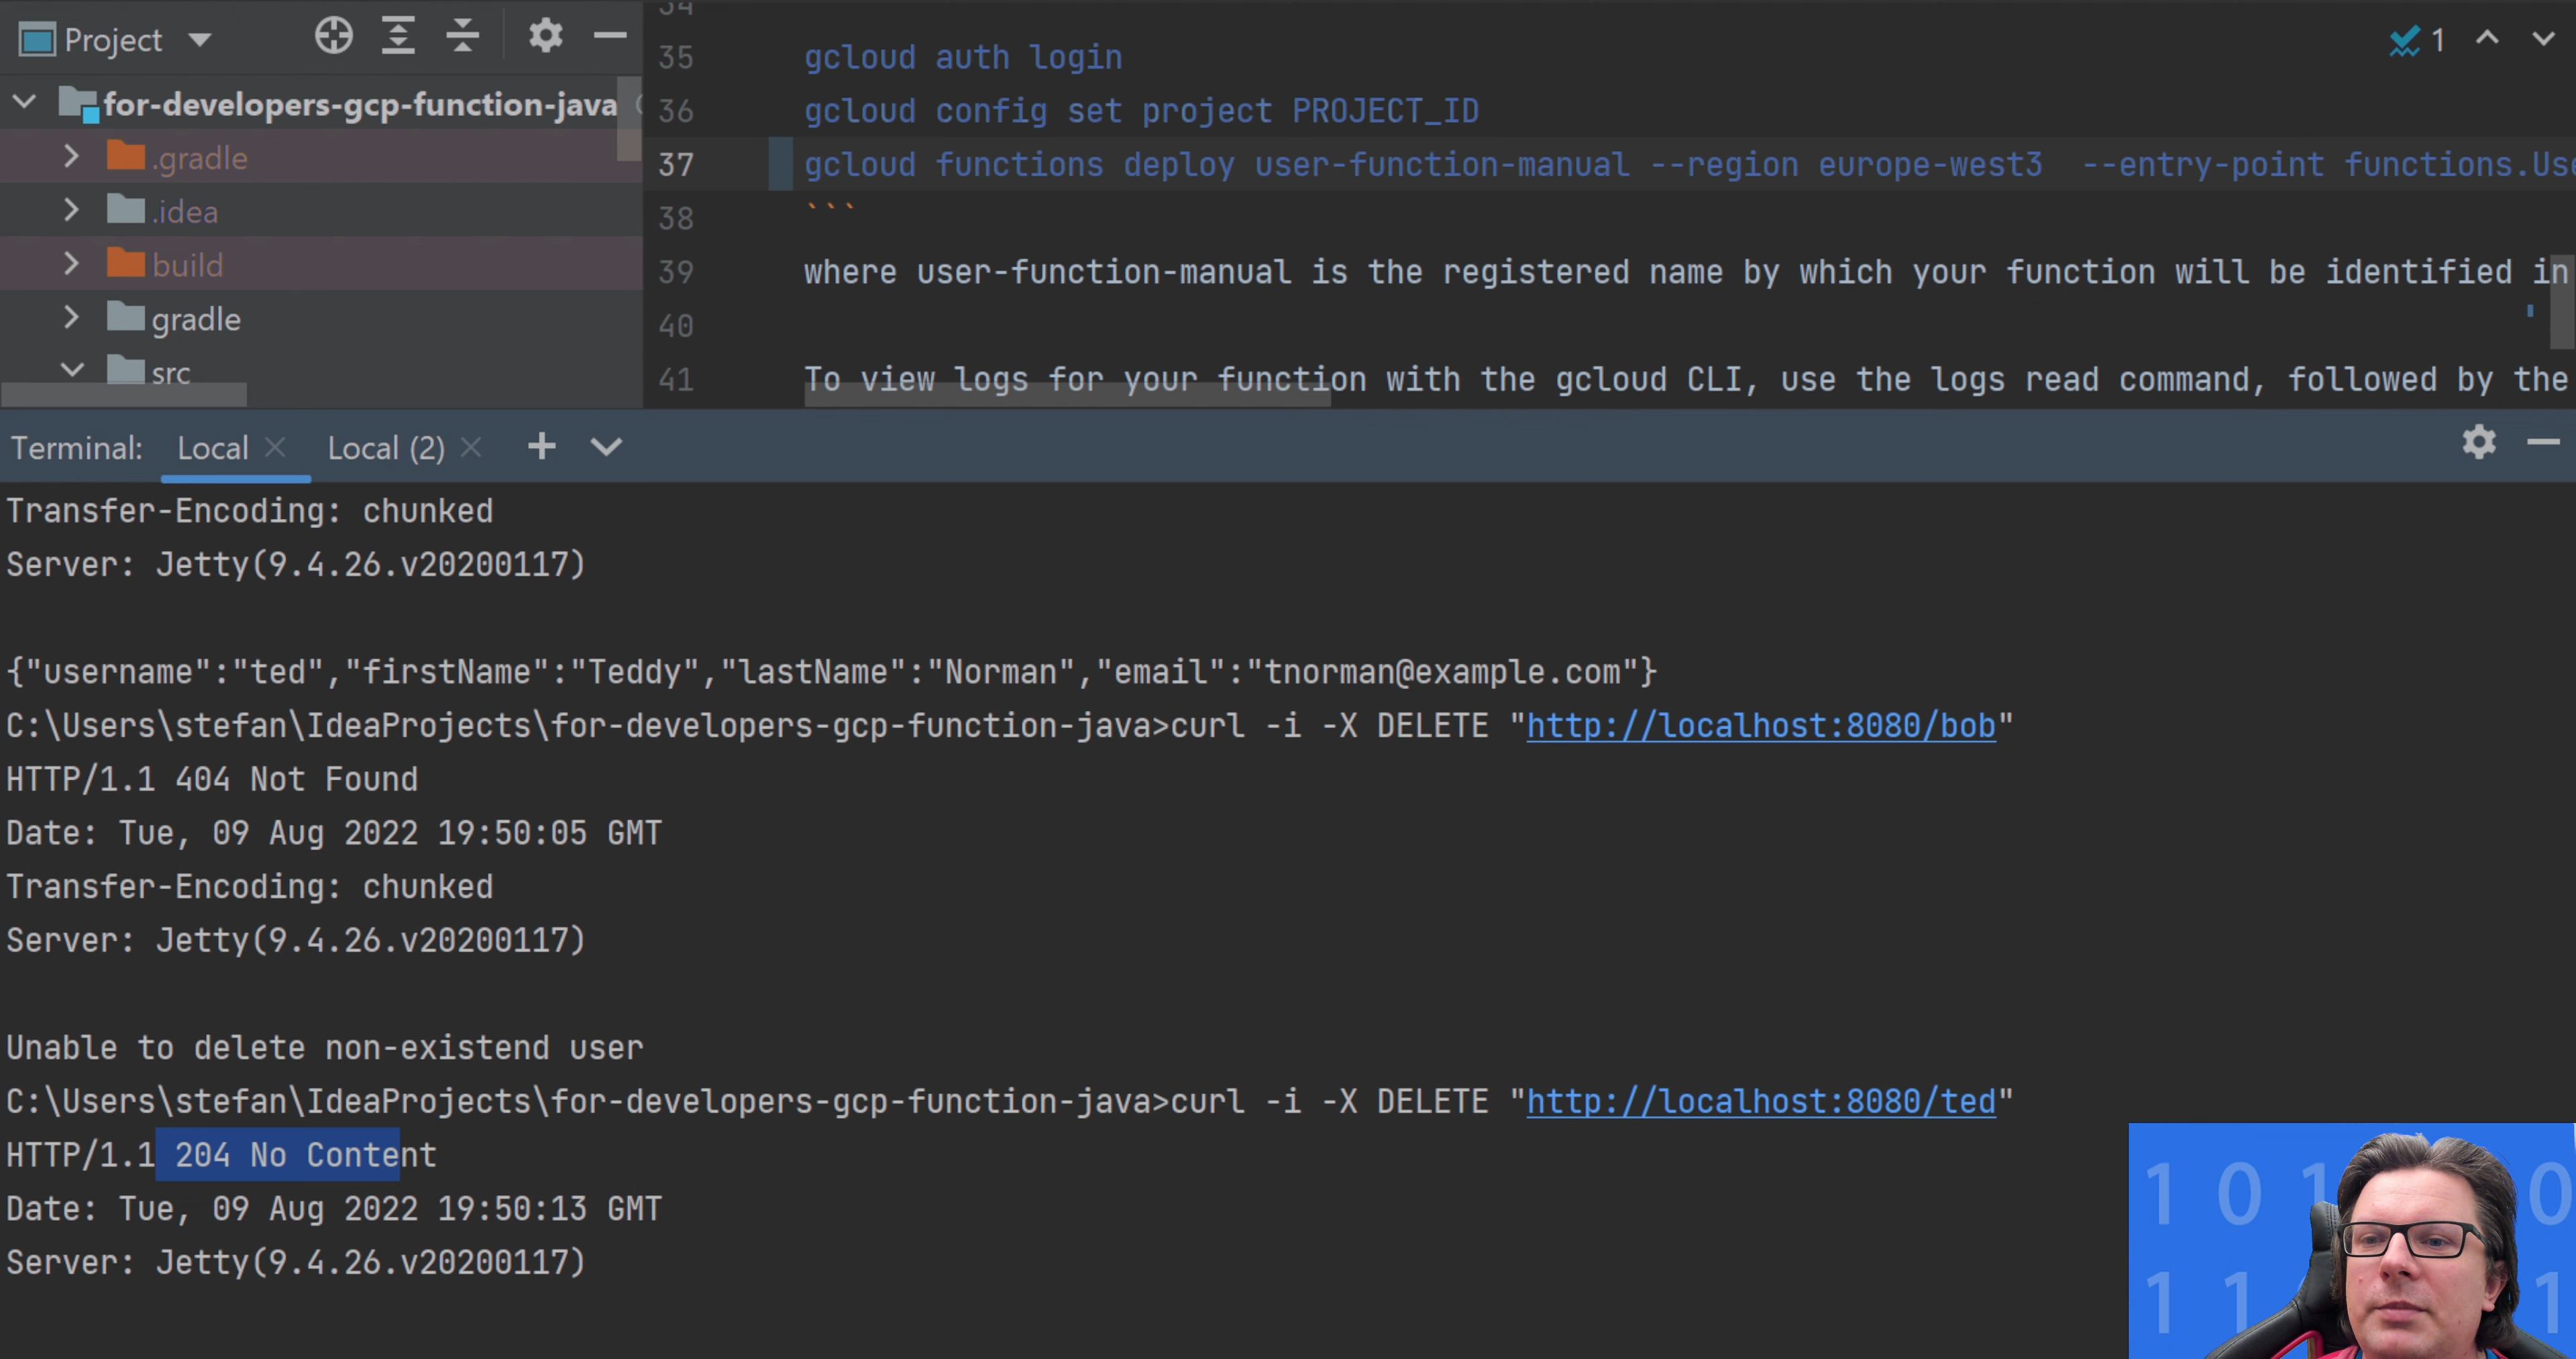 Project
for-developers-gcp-function-java
.gradle
.idea
build
gradle
src
34
35 gcloud auth login
36 gcloud config set project PROJECT_ID
37 gcloud functions deploy user-function-manual --region europe-west3  --entry-point functions.Use
38 ```
39 where user-function-manual is the registered name by which your function will be identified in
40
41 To view logs for your function with the gcloud CLI, use the logs read command, followed by the
1
Terminal: Local Local (2)
Transfer-Encoding: chunked
Server: Jetty(9.4.26.v20200117)
{"username":"ted","firstName":"Teddy","lastName":"Norman","email":"tnorman@example.com"}
C:\Users\stefan\IdeaProjects\for-developers-gcp-function-java>curl -i -X DELETE "http://localhost:8080/bob"
HTTP/1.1 404 Not Found
Date: Tue, 09 Aug 2022 19:50:05 GMT
Transfer-Encoding: chunked
Server: Jetty(9.4.26.v20200117)
Unable to delete non-existend user
C:\Users\stefan\IdeaProjects\for-developers-gcp-function-java>curl -i -X DELETE "http://localhost:8080/ted"
HTTP/1.1 204 No Content
Date: Tue, 09 Aug 2022 19:50:13 GMT
Server: Jetty(9.4.26.v20200117)
1 0 1 0
1 1 1